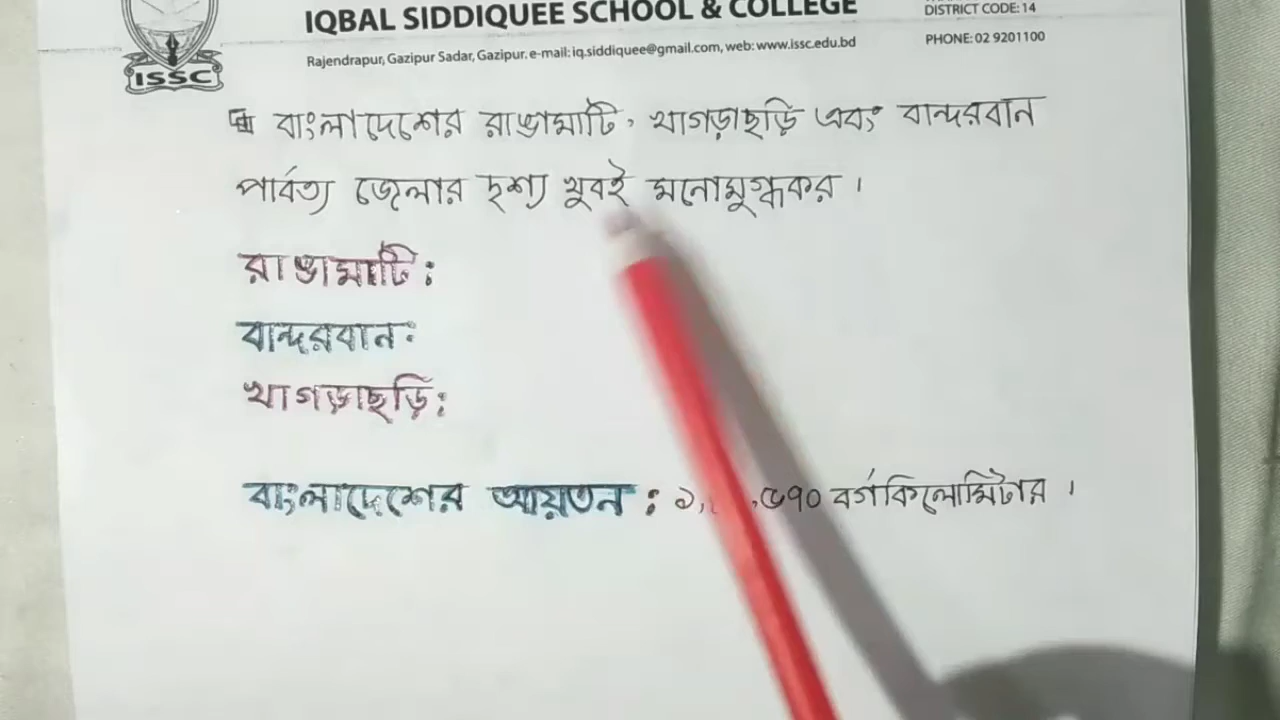 IQBAL SIDDIQUEE SCHOOL & COLLEGE
DISTRICT CODE: 14
Rajendrapur, Gazipur Sadar, Gazipur. e-mail: iq.siddiquee@gmail.com, web: www.issc.edu.bd
PHONE: 02 9201100
ISSC
বাংলাদেশের রাঙামাটি, খাগড়াছড়ি এবং বান্দরবান
পার্বত্য জেলার দৃশ্য খুবই মনোমুগ্ধকর ।
রাঙামাটি :
বান্দরবান :
খাগড়াছড়ি :
বাংলাদেশের আয়তন : ১, ,৫৭০ বর্গকিলোমিটার ।